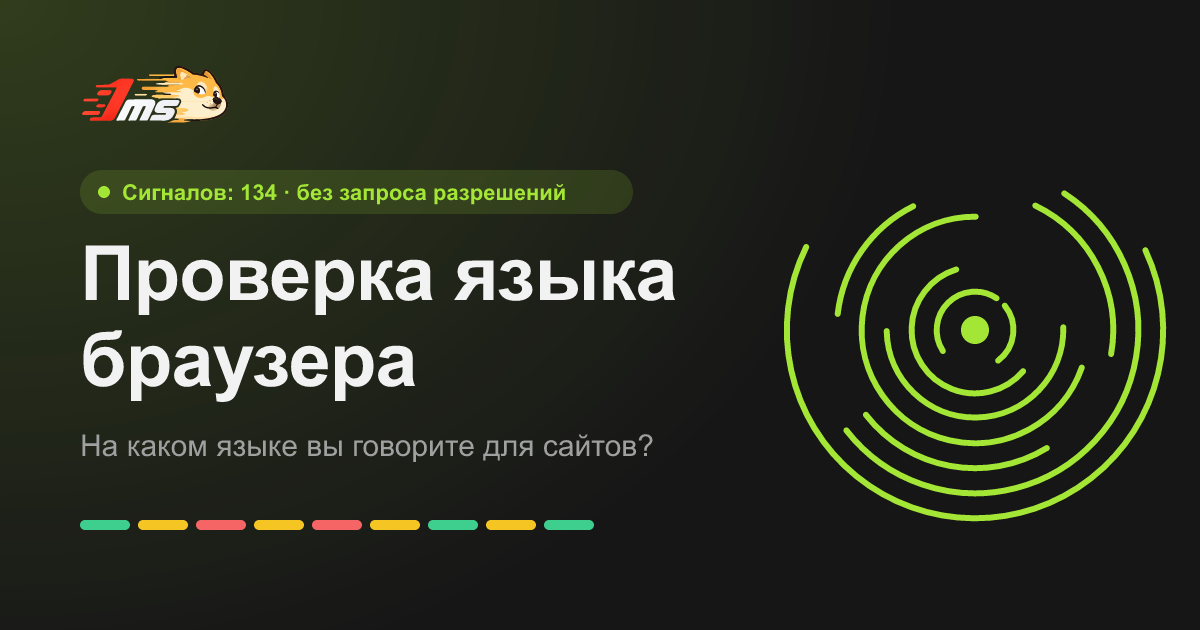 1ms
Сигналов: 134 · без запроса разрешений
Проверка языка
браузера
На каком языке вы говорите для сайтов?